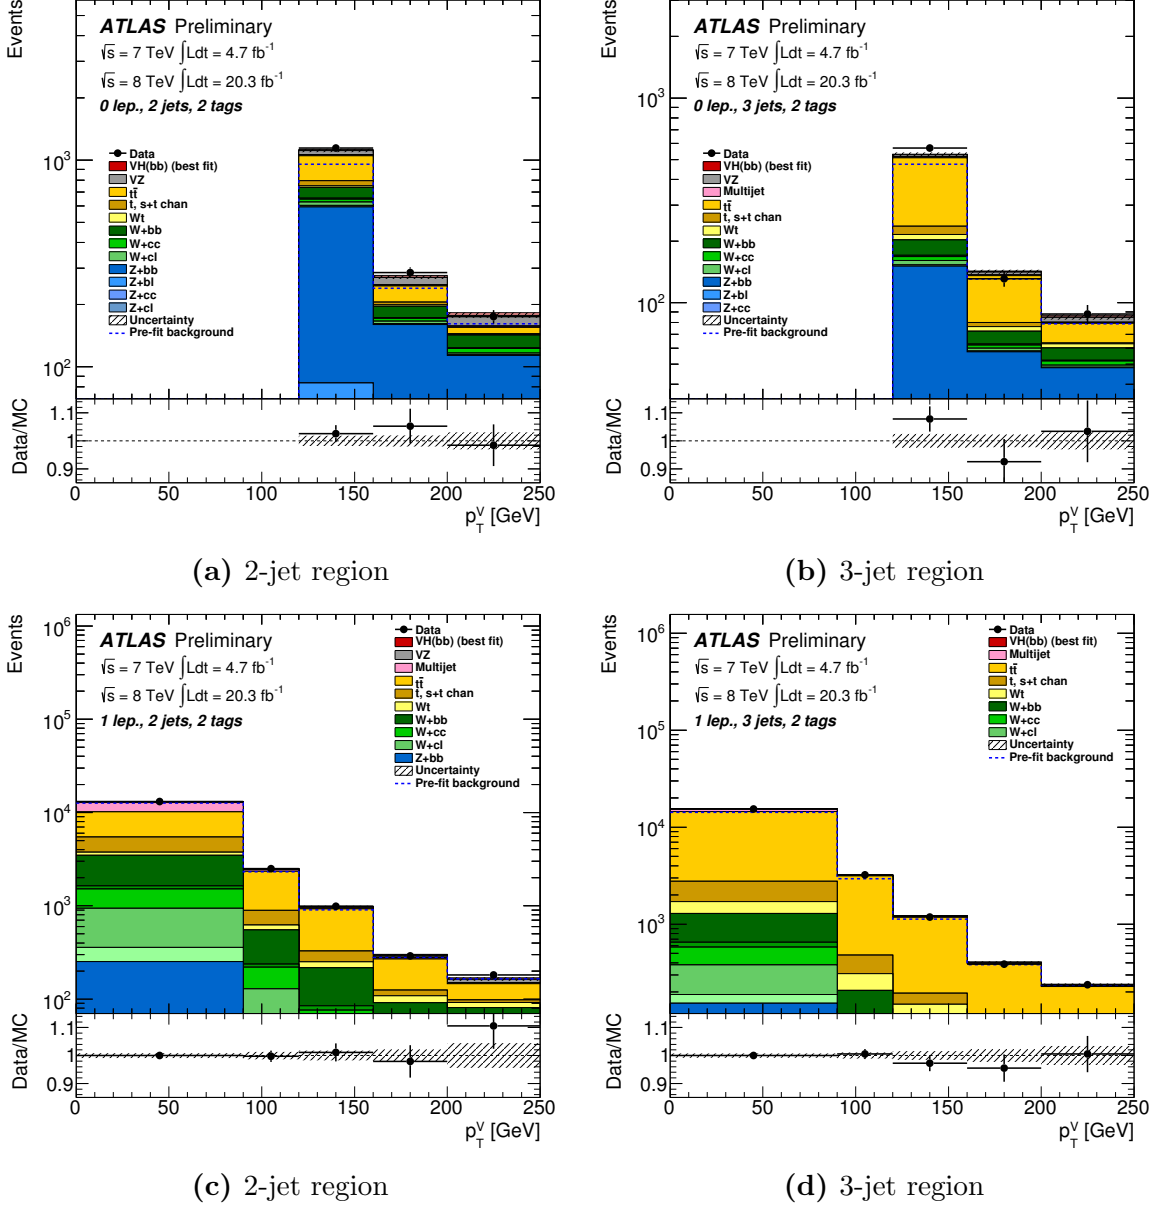 Events
ATLAS Preliminary
√s = 7 TeV ∫Ldt = 4.7 fb⁻¹
√s = 8 TeV ∫Ldt = 20.3 fb⁻¹
0 lep., 2 jets, 2 tags
10³
10²
Data
VH(bb) (best fit)
VZ
tt̄
t, s+t chan
Wt
W+bb
W+cc
W+cl
Z+bb
Z+bl
Z+cc
Z+cl
Uncertainty
Pre-fit background
Data/MC
1.1
1
0.9
0 50 100 150 200 250
p_T^V [GeV]
(a) 2-jet region
Events
ATLAS Preliminary
√s = 7 TeV ∫Ldt = 4.7 fb⁻¹
√s = 8 TeV ∫Ldt = 20.3 fb⁻¹
0 lep., 3 jets, 2 tags
10³
10²
Data
VH(bb) (best fit)
VZ
Multijet
tt̄
t, s+t chan
Wt
W+bb
W+cc
W+cl
Z+bb
Z+bl
Z+cc
Uncertainty
Pre-fit background
Data/MC
1.1
1
0.9
0 50 100 150 200 250
p_T^V [GeV]
(b) 3-jet region
Events
ATLAS Preliminary
√s = 7 TeV ∫Ldt = 4.7 fb⁻¹
√s = 8 TeV ∫Ldt = 20.3 fb⁻¹
1 lep., 2 jets, 2 tags
10⁶
10⁵
10⁴
10³
10²
Data
VH(bb) (best fit)
VZ
Multijet
tt̄
t, s+t chan
Wt
W+bb
W+cc
W+cl
Z+bb
Uncertainty
Pre-fit background
Data/MC
1.1
1
0.9
0 50 100 150 200 250
p_T^V [GeV]
(c) 2-jet region
Events
ATLAS Preliminary
√s = 7 TeV ∫Ldt = 4.7 fb⁻¹
√s = 8 TeV ∫Ldt = 20.3 fb⁻¹
1 lep., 3 jets, 2 tags
10⁶
10⁵
10⁴
10³
Data
VH(bb) (best fit)
Multijet
tt̄
t, s+t chan
Wt
W+bb
W+cc
W+cl
Uncertainty
Pre-fit background
Data/MC
1.1
1
0.9
0 50 100 150 200 250
p_T^V [GeV]
(d) 3-jet region